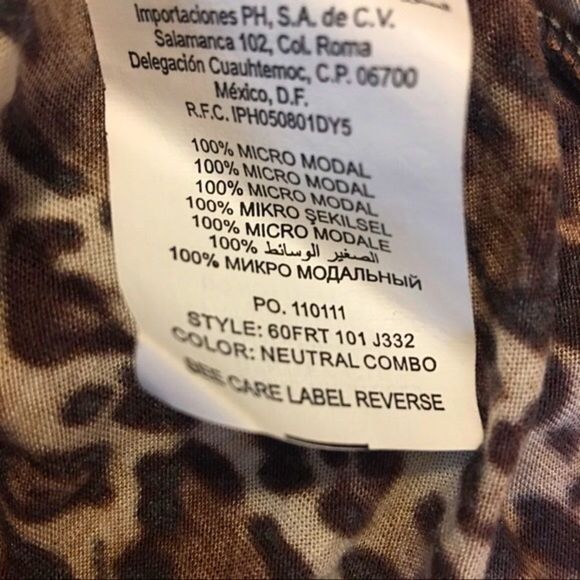 Importaciones PH, S.A. de C.V.
Salamanca 102, Col. Roma
Delegación Cuauhtemoc, C.P. 06700
México, D.F.
R.F.C. IPH050801DY5
100% MICRO MODAL
100% MICRO MODAL
100% MICRO MODAL
100% MIKRO ŞEKILSEL
100% MICRO MODALE
100% الصغير الوسائط
100% МИКРО МОДАЛЬНЫЙ
PO. 110111
STYLE: 60FRT 101 J332
COLOR: NEUTRAL COMBO
SEE CARE LABEL REVERSE